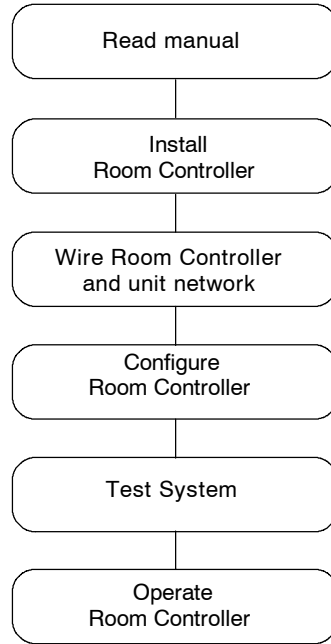 Read manual
Install
Room Controller
Wire Room Controller
and unit network
Configure
Room Controller
Test System
Operate
Room Controller